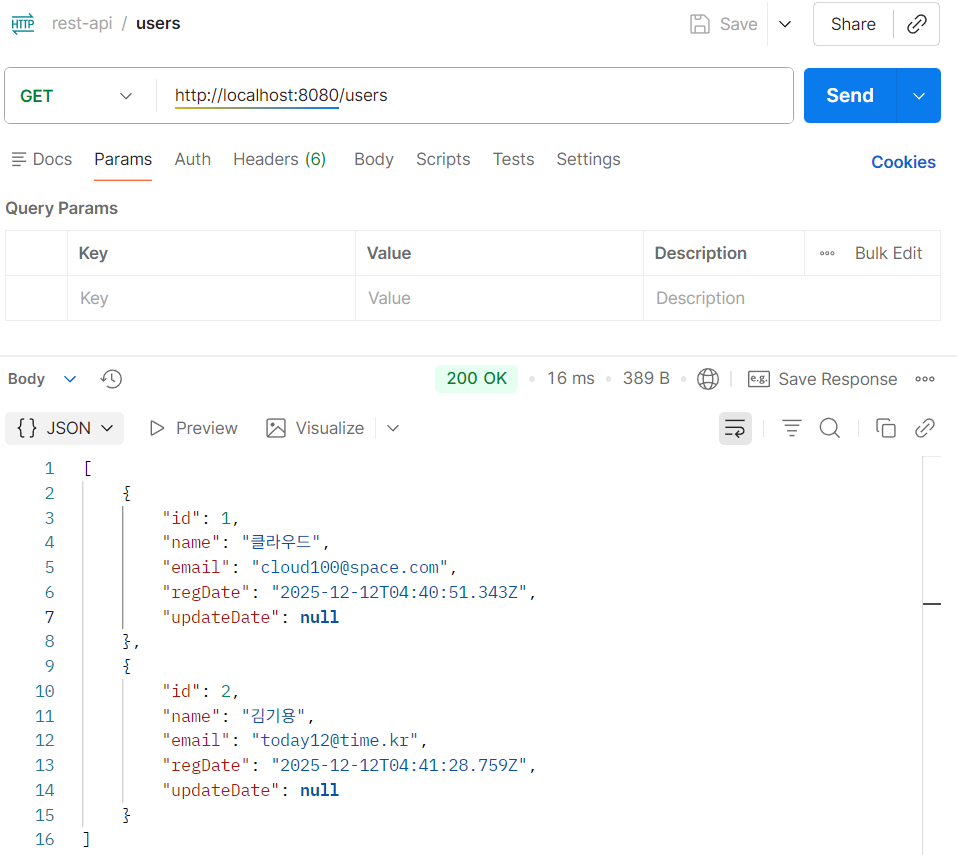 HTTP rest-api / users Save Share
GET http://localhost:8080/users Send
Docs Params Auth Headers (6) Body Scripts Tests Settings Cookies
Query Params
Key Value Description Bulk Edit
Key Value Description
Body 200 OK 16 ms 389 B e.g. Save Response
{} JSON Preview Visualize
1 [
2 {
3 "id": 1,
4 "name": "클라우드",
5 "email": "cloud100@space.com",
6 "regDate": "2025-12-12T04:40:51.343Z",
7 "updateDate": null
8 },
9 {
10 "id": 2,
11 "name": "김기용",
12 "email": "today12@time.kr",
13 "regDate": "2025-12-12T04:41:28.759Z",
14 "updateDate": null
15 }
16 ]